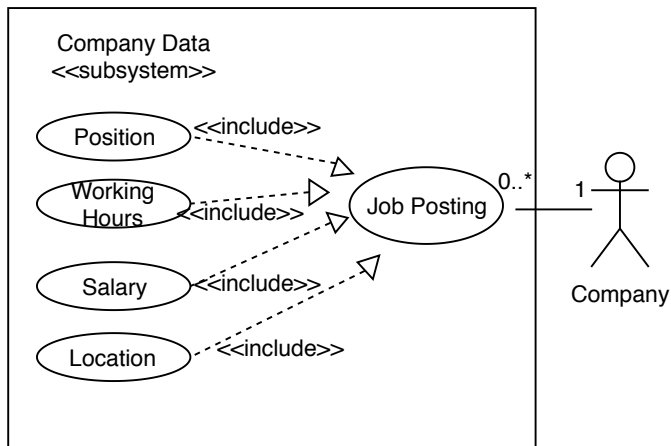 Company Data
<<subsystem>>
Position
<<include>>
Working
Hours
<<include>>
Salary
<<include>>
Location
<<include>>
Job Posting
0..*
1
Company